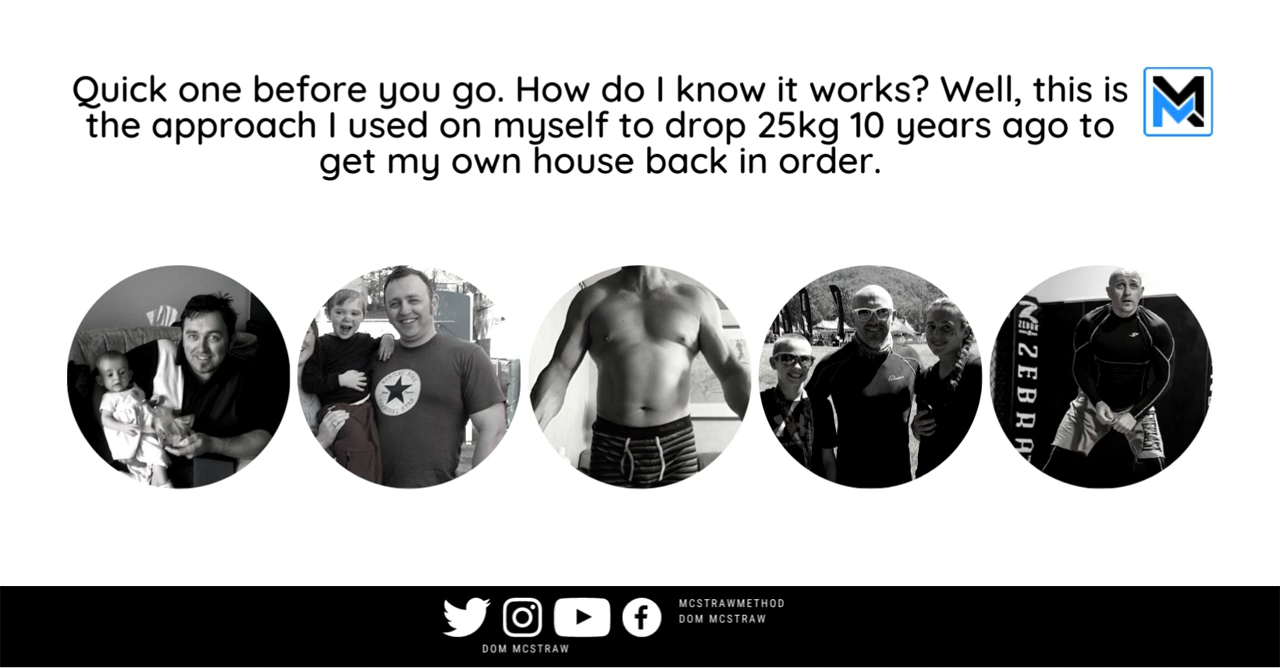 Quick one before you go. How do I know it works? Well, this is
the approach I used on myself to drop 25kg 10 years ago to
get my own house back in order.
ZEBRA
MCSTRAWMETHOD
DOM MCSTRAW
DOM MCSTRAW